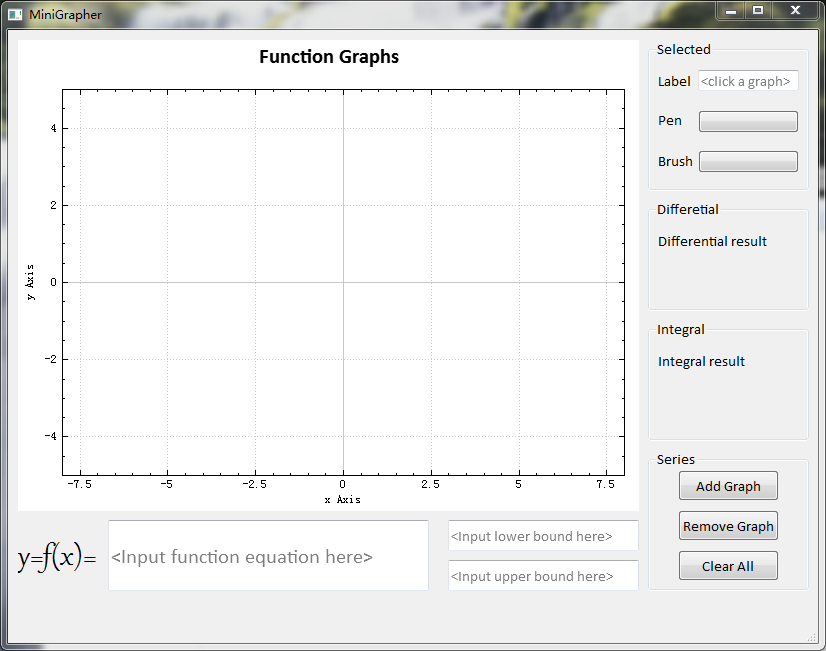 MiniGrapher
Function Graphs
4
2
0
-2
-4
y Axis
-7.5 -5 -2.5 0 2.5 5 7.5
x Axis
y=f(x)=
<Input function equation here>
<Input lower bound here>
<Input upper bound here>
Selected
Label <click a graph>
Pen
Brush
Differetial
Differential result
Integral
Integral result
Series
Add Graph
Remove Graph
Clear All